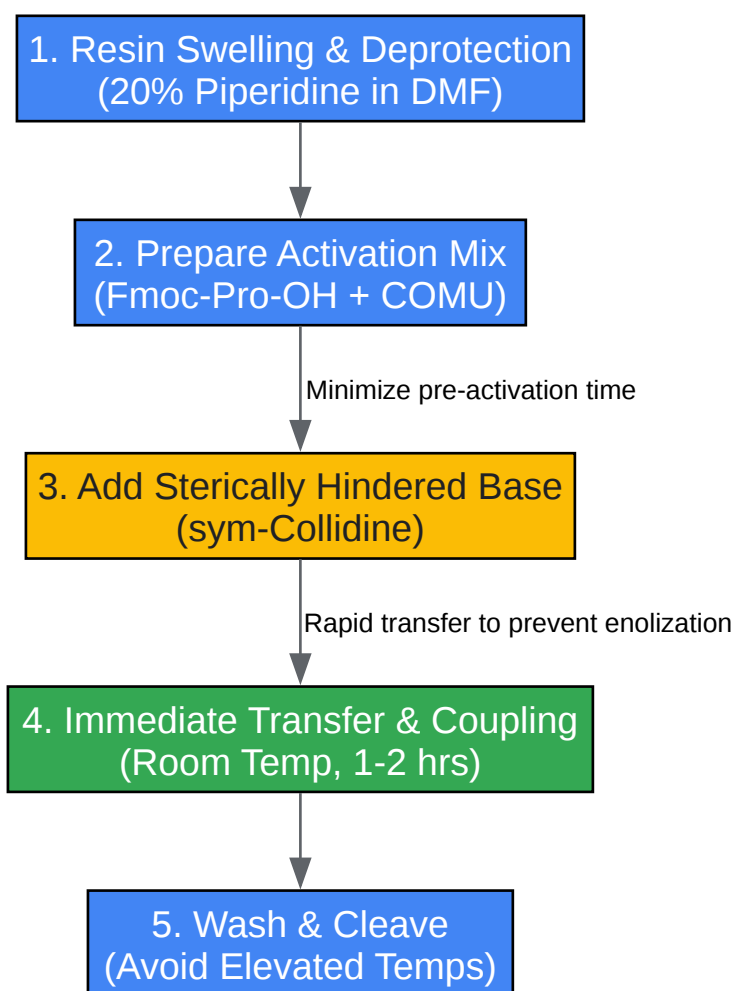 1. Resin Swelling & Deprotection
(20% Piperidine in DMF)
2. Prepare Activation Mix
(Fmoc-Pro-OH + COMU)
Minimize pre-activation time
3. Add Sterically Hindered Base
(sym-Collidine)
Rapid transfer to prevent enolization
4. Immediate Transfer & Coupling
(Room Temp, 1-2 hrs)
5. Wash & Cleave
(Avoid Elevated Temps)